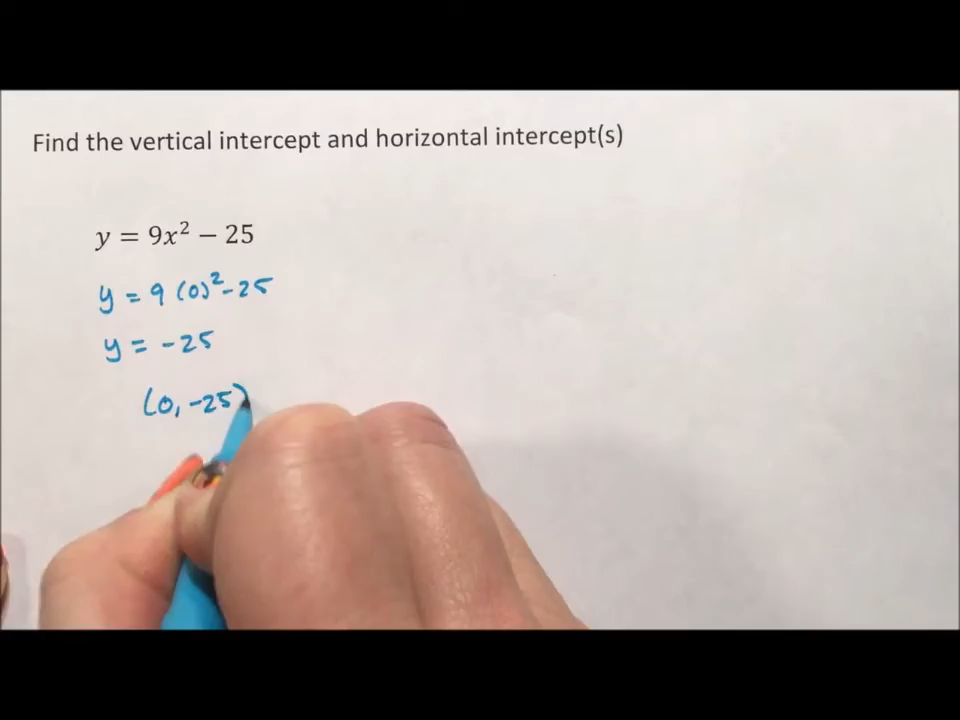 Find the vertical intercept and horizontal intercept(s)
y = 9x² − 25
y = 9 (0)² - 25
y = -25
(0, -25)